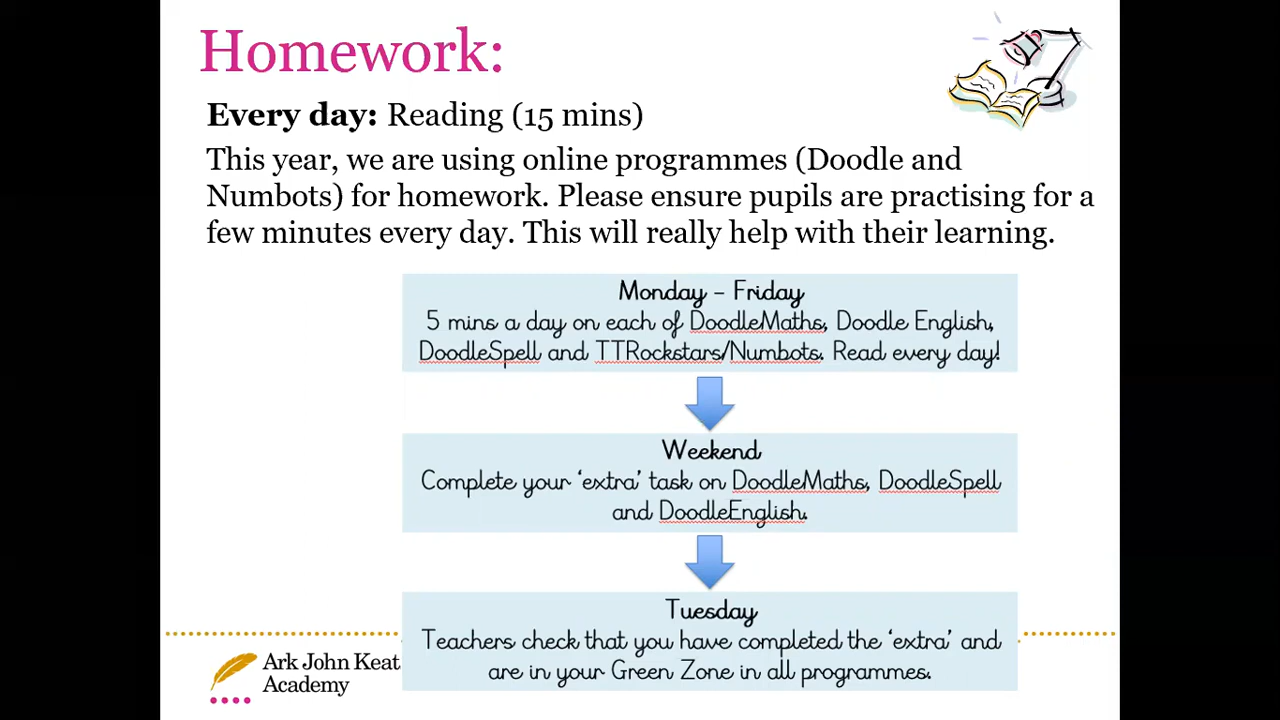 Homework:
Every day: Reading (15 mins)
This year, we are using online programmes (Doodle and
Numbots) for homework. Please ensure pupils are practising for a
few minutes every day. This will really help with their learning.
Monday – Friday
5 mins a day on each of DoodleMaths, Doodle English,
DoodleSpell and TTRockstars/Numbots. Read every day!
Weekend
Complete your ‘extra’ task on DoodleMaths, DoodleSpell
and DoodleEnglish.
Tuesday
Teachers check that you have completed the ‘extra’ and
are in your Green Zone in all programmes.
Ark John Keat
Academy